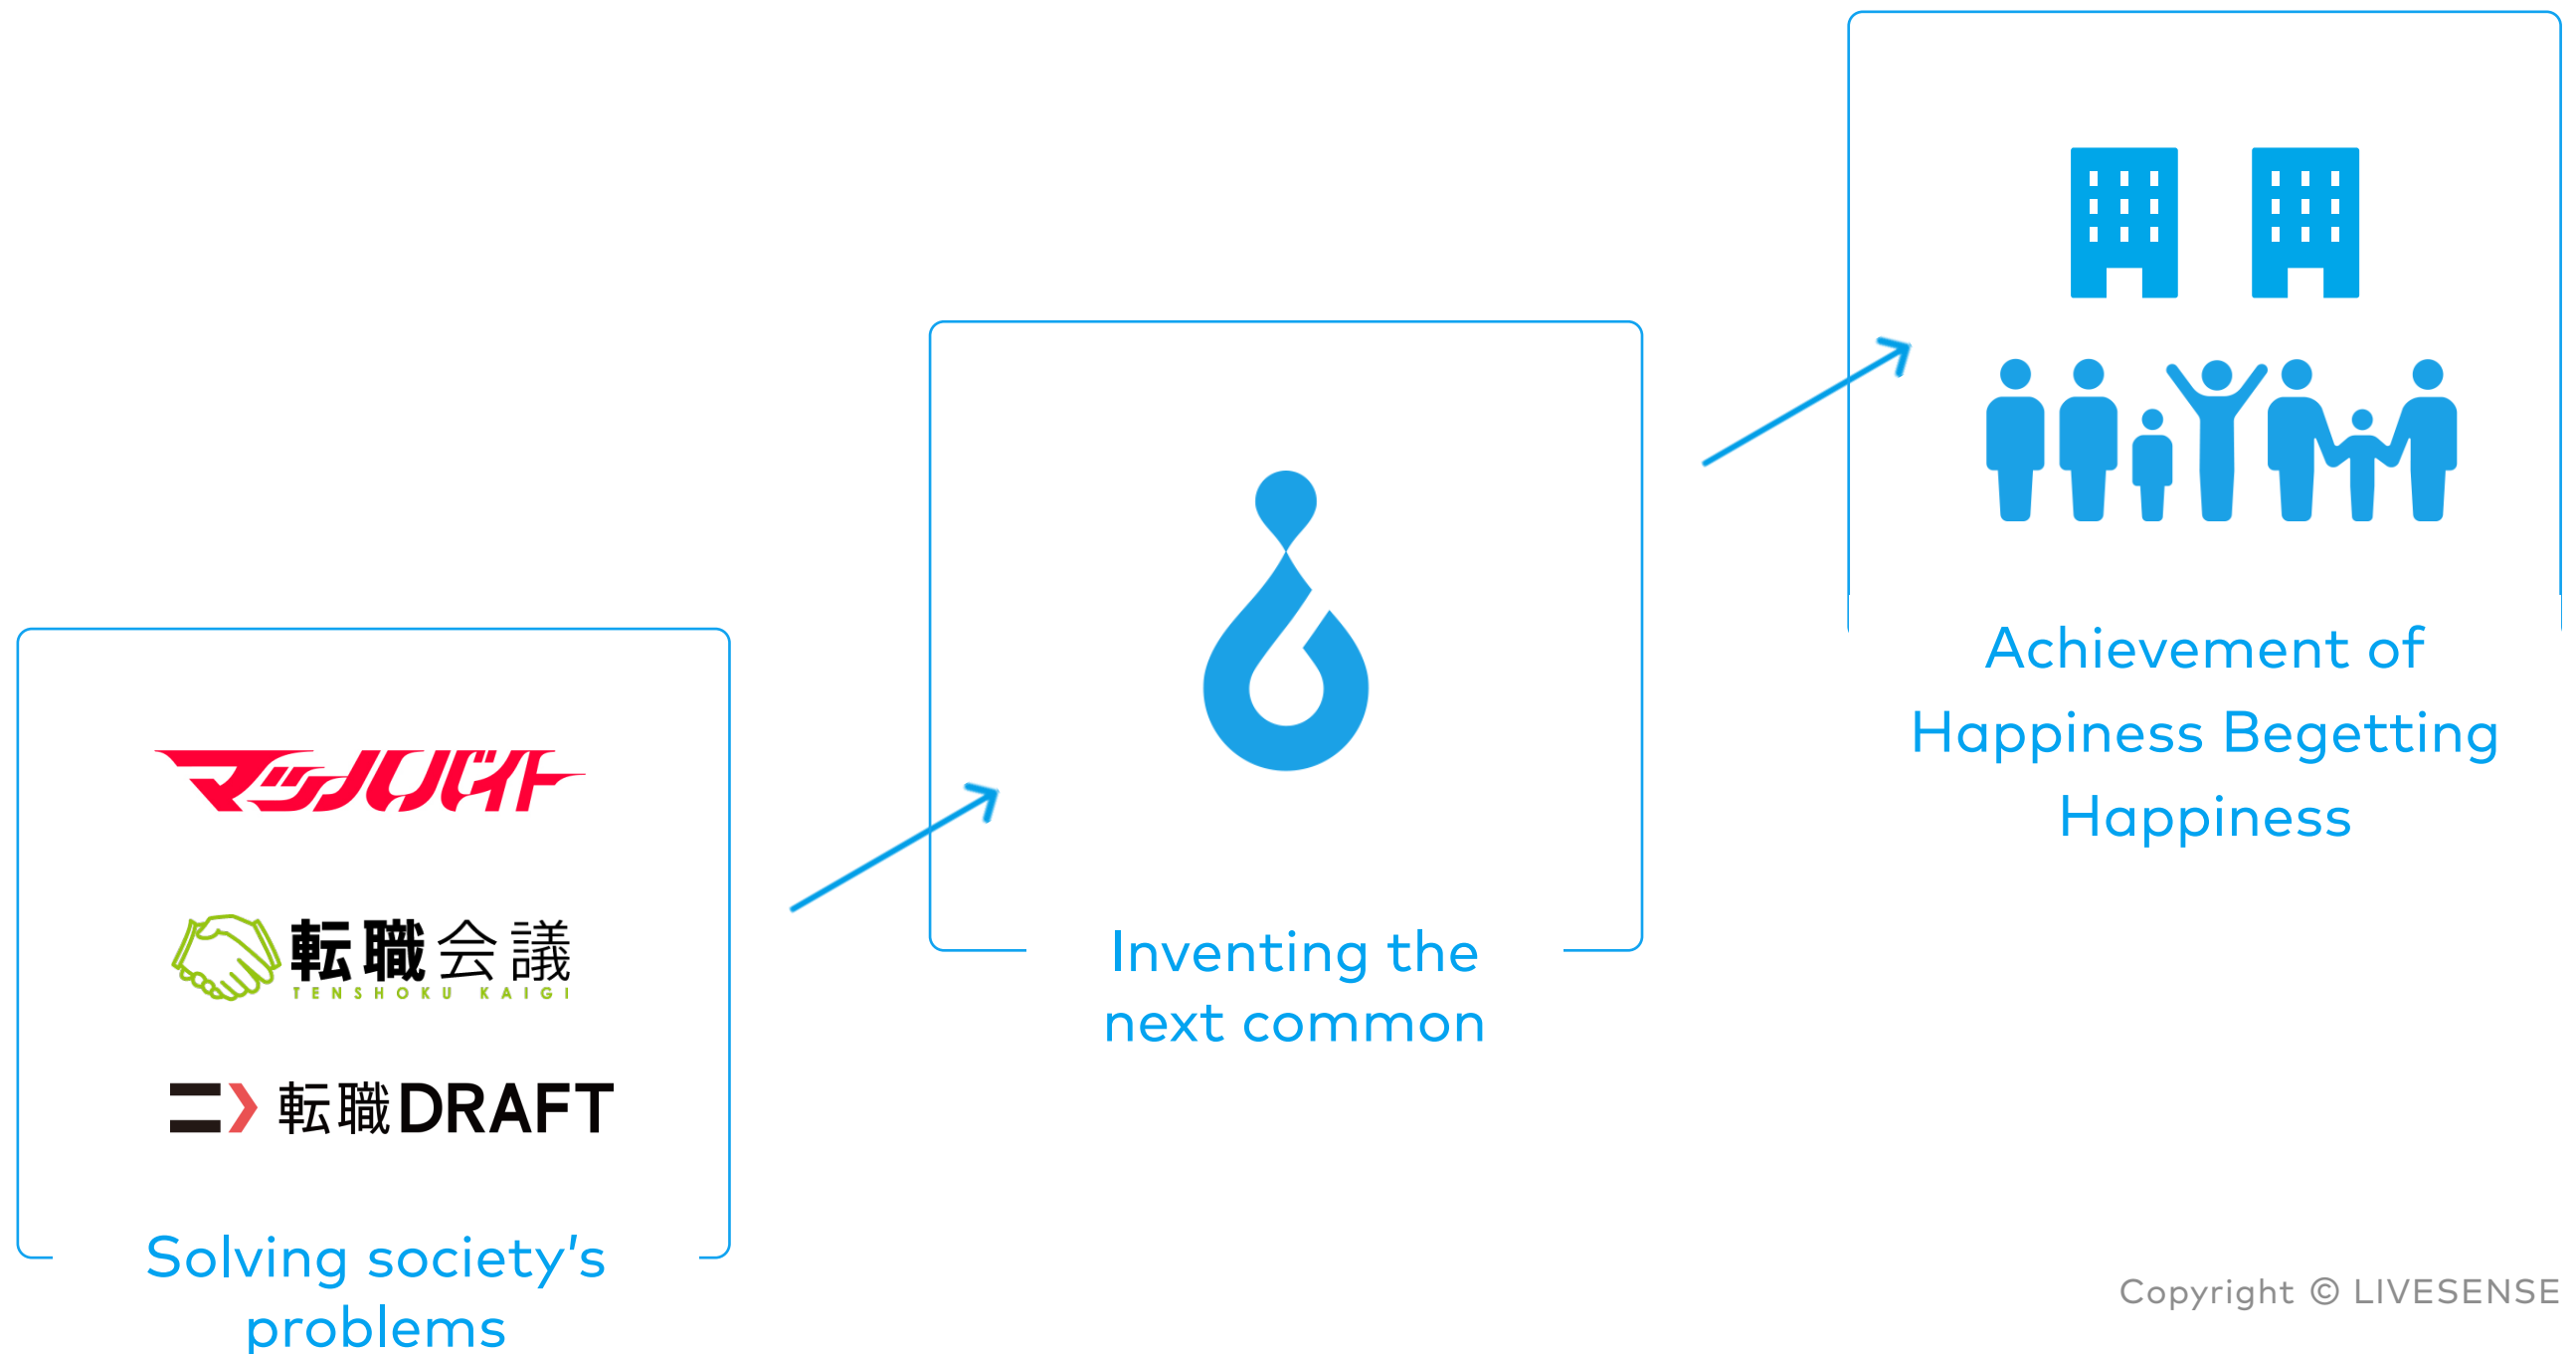 マッハバイト
転職会議
TENSHOKU KAIGI
転職DRAFT
Solving society’s
problems
Inventing the
next common
Achievement of
Happiness Begetting
Happiness
Copyright © LIVESENSE